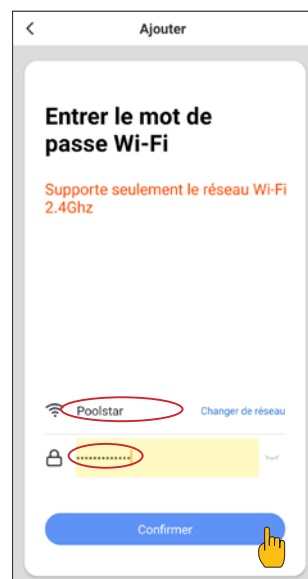 Ajouter
Entrer le mot de
passe Wi-Fi
Supporte seulement le réseau Wi-Fi
2.4Ghz
Poolstar
Changer de réseau
•••••••••••••
Confirmer